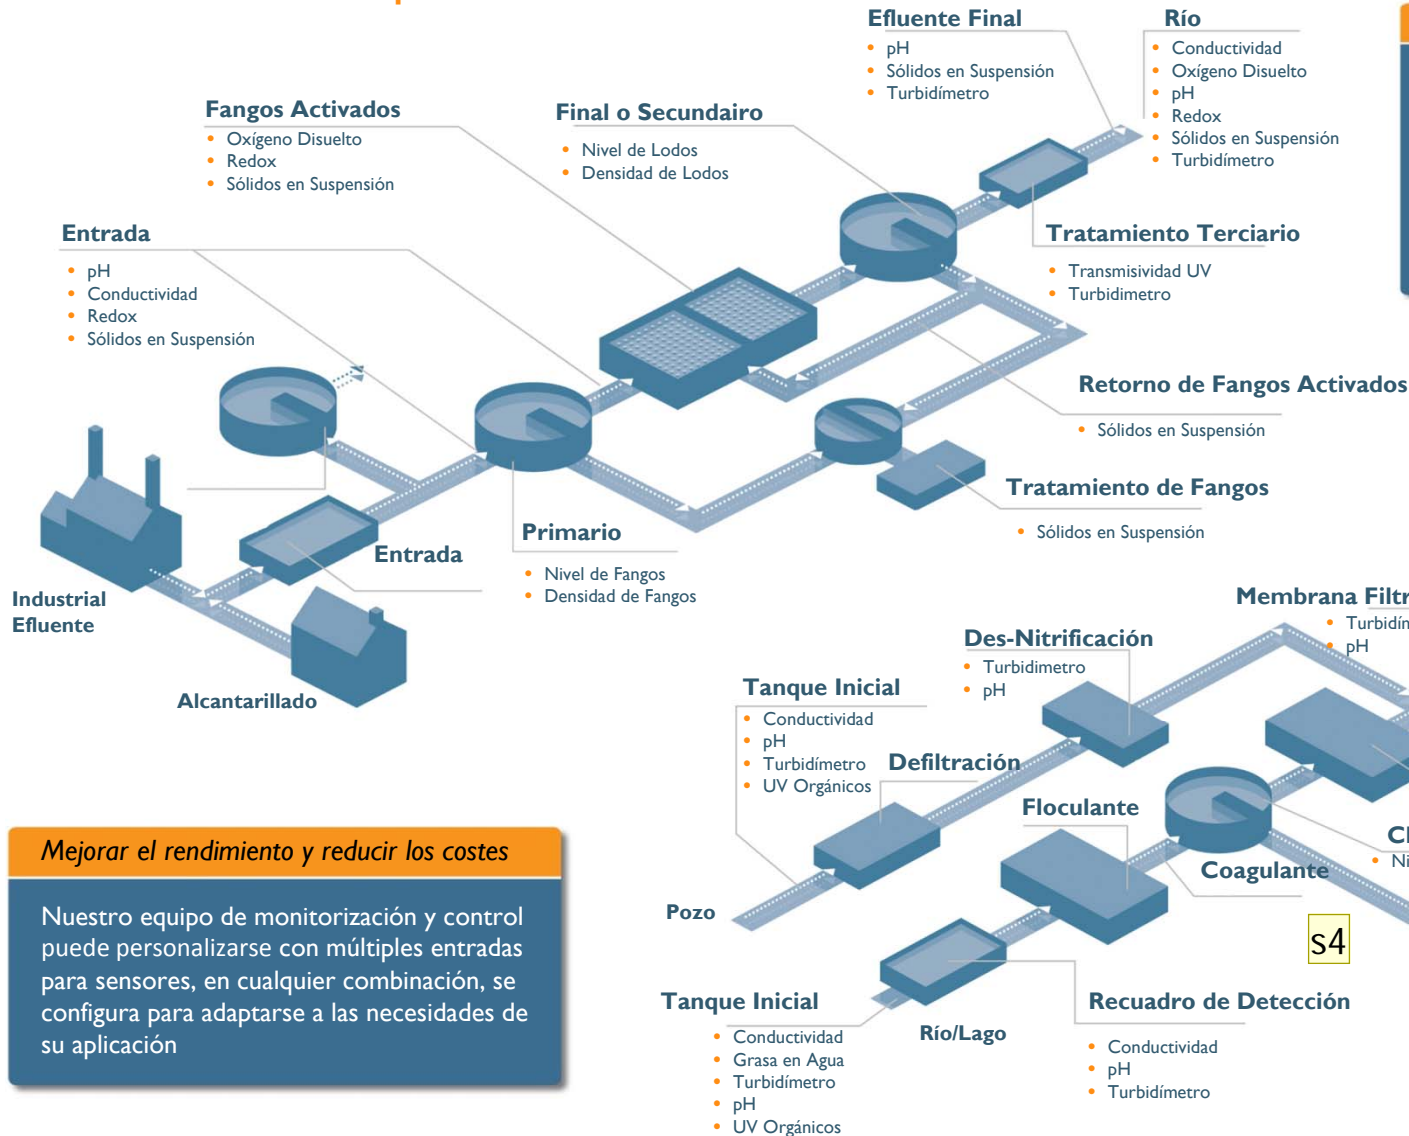 Efluente Final
• pH
• Sólidos en Suspensión
• Turbidímetro
Río
• Conductividad
• Oxígeno Disuelto
• pH
• Redox
• Sólidos en Suspensión
• Turbidímetro
Fangos Activados
• Oxígeno Disuelto
• Redox
• Sólidos en Suspensión
Final o Secundairo
• Nivel de Lodos
• Densidad de Lodos
Entrada
• pH
• Conductividad
• Redox
• Sólidos en Suspensión
Tratamiento Terciario
• Transmisividad UV
• Turbidimetro
Retorno de Fangos Activados
• Sólidos en Suspensión
Tratamiento de Fangos
• Sólidos en Suspensión
Primario
• Nivel de Fangos
• Densidad de Fangos
Entrada
Industrial
Efluente
Alcantarillado
Membrana Filtr
• Turbidím
• pH
Des-Nitrificación
• Turbidimetro
• pH
Tanque Inicial
• Conductividad
• pH
• Turbidímetro
• UV Orgánicos
Defiltración
Floculante
Coagulante
Cl
• Ni
Pozo
s4
Tanque Inicial
• Conductividad
• Grasa en Agua
• Turbidímetro
• pH
• UV Orgánicos
Río/Lago
Recuadro de Detección
• Conductividad
• pH
• Turbidímetro
Mejorar el rendimiento y reducir los costes
Nuestro equipo de monitorización y control
puede personalizarse con múltiples entradas
para sensores, en cualquier combinación, se
configura para adaptarse a las necesidades de
su aplicación